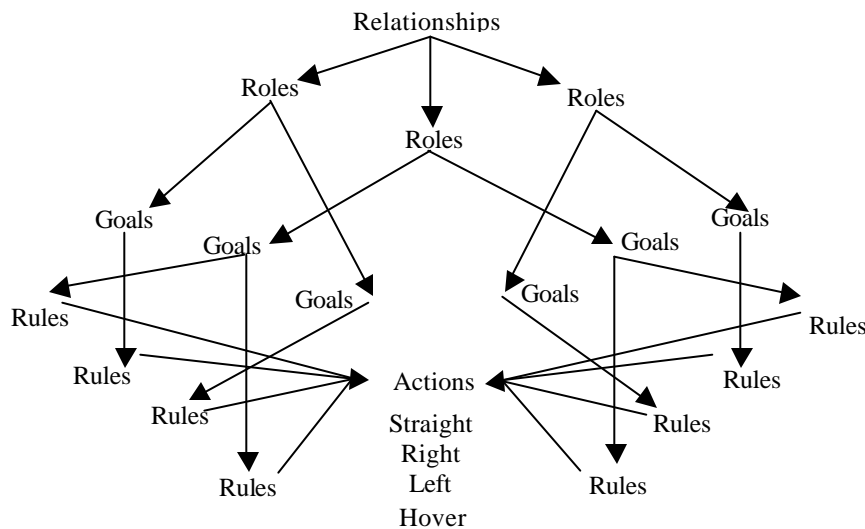 Relationships
Roles
Roles
Roles
Goals
Goals
Goals
Goals
Goals
Goals
Rules
Rules
Rules
Rules
Actions
Rules
Rules
Straight
Right
Rules
Left
Rules
Hover